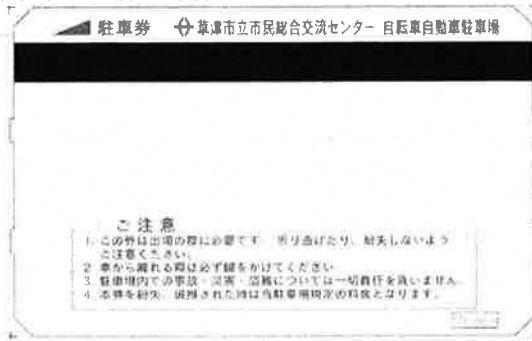 駐車券 草津市立市民総合交流センター 自転車自動車駐車場
ご注意
1. この券は出場の際に必要です。折り曲げたり、紛失しないよう
ご注意ください。
2. 車から離れる際は必ず鍵をかけてください。
3. 駐車場内での事故・災害・盗難については一切責任を負いません。
4. 本券を紛失、破損された時は当駐車場規定の料金となります。